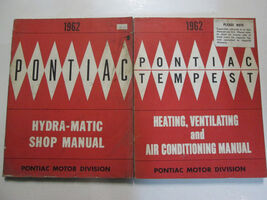 1962
PONTIAC
HYDRA-MATIC
SHOP MANUAL
PONTIAC MOTOR DIVISION
1962
PLEASE NOTE
PONTIAC
TEMPEST
HEATING, VENTILATING
and
AIR CONDITIONING MANUAL
PONTIAC MOTOR DIVISION